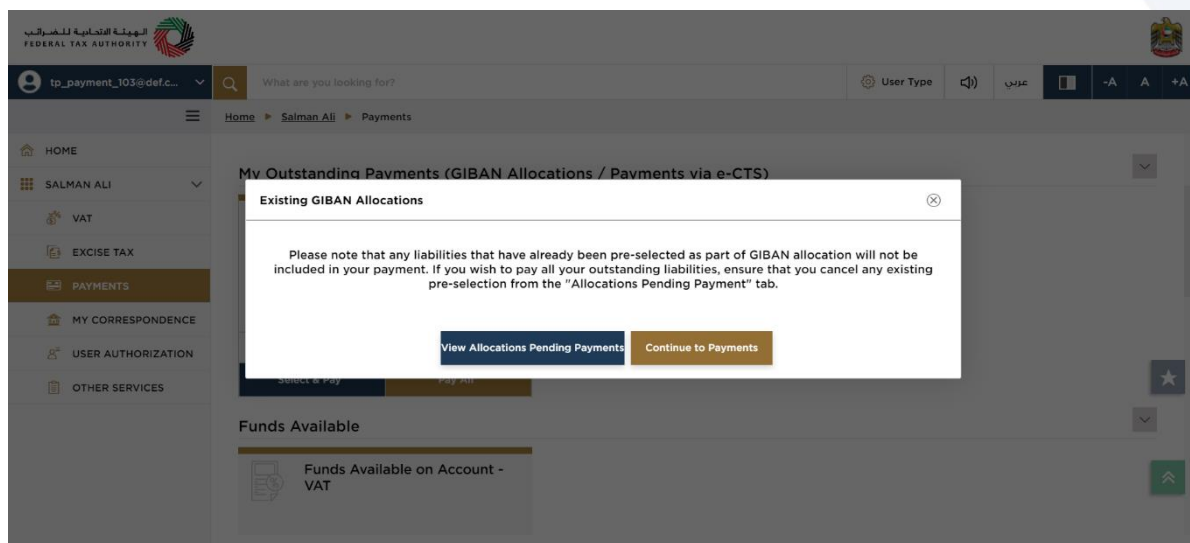 الهيئة الاتحادية للضرائب
FEDERAL TAX AUTHORITY
tp_payment_103@def.c...
What are you looking for?
User Type
عربي
-A
A
+A
Home
Salman Ali
Payments
HOME
SALMAN ALI
VAT
EXCISE TAX
PAYMENTS
MY CORRESPONDENCE
USER AUTHORIZATION
OTHER SERVICES
My Outstanding Payments (GIBAN Allocations / Payments via e-CTS)
Existing GIBAN Allocations
Please note that any liabilities that have already been pre-selected as part of GIBAN allocation will not be
included in your payment. If you wish to pay all your outstanding liabilities, ensure that you cancel any existing
pre-selection from the "Allocations Pending Payment" tab.
View Allocations Pending Payments
Continue to Payments
Select & Pay
Pay All
Funds Available
Funds Available on Account -
VAT